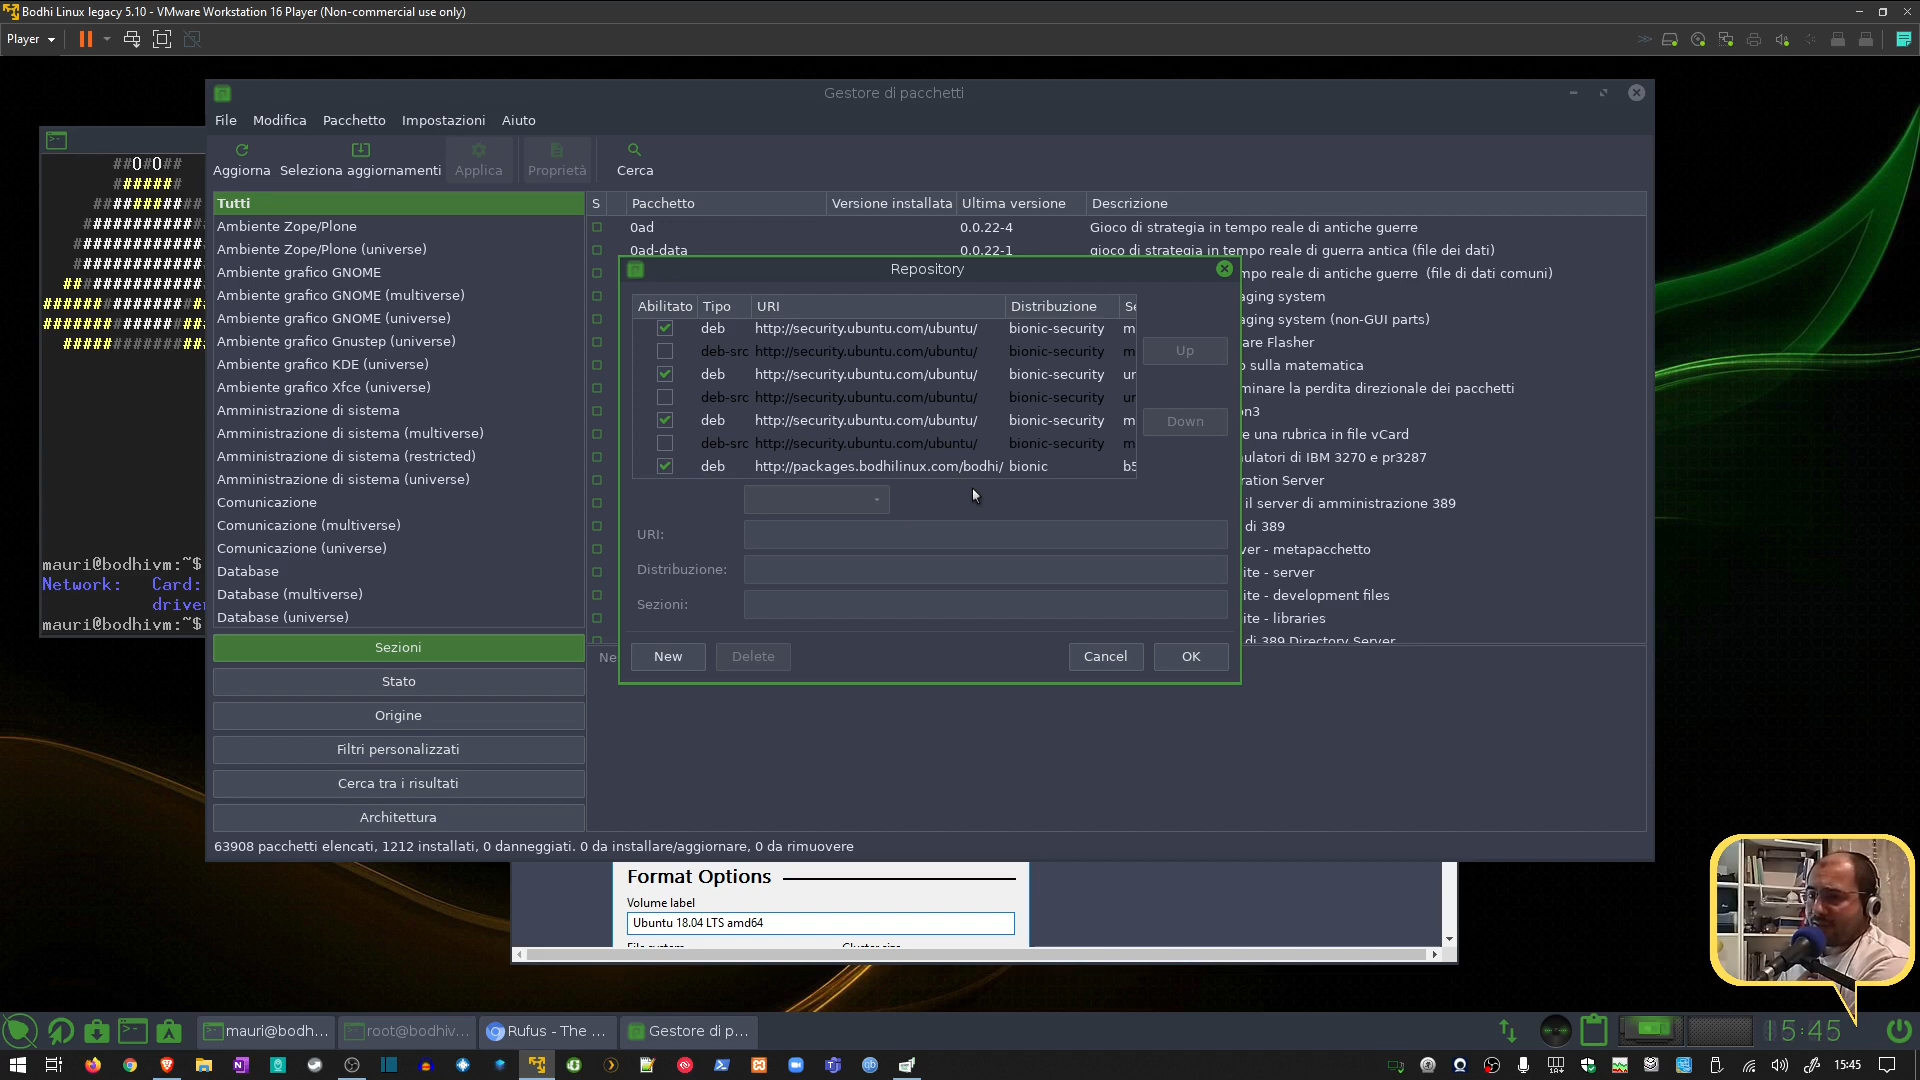 Bodhi Linux legacy 5.10 - VMware Workstation 16 Player (Non-commercial use only)
Player
Gestore di pacchetti
File Modifica Pacchetto Impostazioni Aiuto
Aggiorna Seleziona aggiornamenti Applica Proprietà Cerca
##O#O##
#######
###########
Tutti
Ambiente Zope/Plone
Ambiente Zope/Plone (universe)
Ambiente grafico GNOME
Ambiente grafico GNOME (multiverse)
Ambiente grafico GNOME (universe)
Ambiente grafico Gnustep (universe)
Ambiente grafico KDE (universe)
Ambiente grafico Xfce (universe)
Amministrazione di sistema
Amministrazione di sistema (multiverse)
Amministrazione di sistema (restricted)
Amministrazione di sistema (universe)
Comunicazione
Comunicazione (multiverse)
Comunicazione (universe)
Database
Database (multiverse)
Database (universe)
Sezioni
Stato
Origine
Filtri personalizzati
Cerca tra i risultati
Architettura
mauri@bodhivm:~$
Network: Card:
driver
mauri@bodhivm:~$
S Pacchetto Versione installata Ultima versione Descrizione
0ad 0.0.22-4 Gioco di strategia in tempo reale di antiche guerre
0ad-data 0.0.22-1 gioco di strategia in tempo reale di guerra antica (file dei dati)
mpo reale di antiche guerre (file di dati comuni)
aging system
aging system (non-GUI parts)
are Flasher
o sulla matematica
minare la perdita direzionale dei pacchetti
on3
e una rubrica in file vCard
nulatori di IBM 3270 e pr3287
ration Server
il server di amministrazione 389
di 389
ver - metapacchetto
ite - server
ite - development files
ite - libraries
di 389 Directory Server
Ne
Repository
Abilitato Tipo URI Distribuzione Se
deb http://security.ubuntu.com/ubuntu/ bionic-security m
deb-src http://security.ubuntu.com/ubuntu/ bionic-security m
deb http://security.ubuntu.com/ubuntu/ bionic-security ur
deb-src http://security.ubuntu.com/ubuntu/ bionic-security ur
deb http://security.ubuntu.com/ubuntu/ bionic-security m
deb-src http://security.ubuntu.com/ubuntu/ bionic-security m
deb http://packages.bodhilinux.com/bodhi/ bionic b5
Up
Down
URI:
Distribuzione:
Sezioni:
New Delete Cancel OK
63908 pacchetti elencati, 1212 installati, 0 danneggiati. 0 da installare/aggiornare, 0 da rimuovere
Format Options
Volume label
Ubuntu 18.04 LTS amd64
mauri@bodh... root@bodhiv... Rufus - The ... Gestore di p... 15:45
15:45